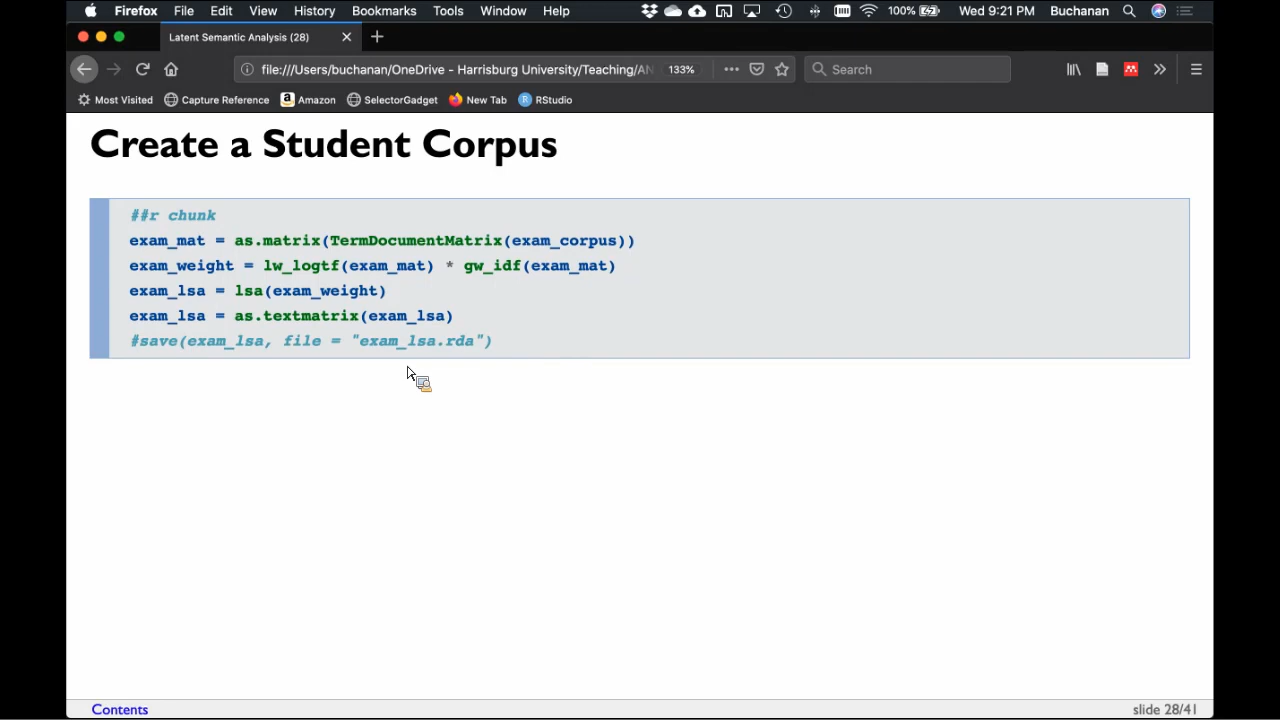 Firefox File Edit View History Bookmarks Tools Window Help 100% Wed 9:21 PM Buchanan
Latent Semantic Analysis (28)
file:///Users/buchanan/OneDrive - Harrisburg University/Teaching/AN 133% Search
Most Visited Capture Reference Amazon SelectorGadget New Tab RStudio
Create a Student Corpus
##r chunk
exam_mat = as.matrix(TermDocumentMatrix(exam_corpus))
exam_weight = lw_logtf(exam_mat) * gw_idf(exam_mat)
exam_lsa = lsa(exam_weight)
exam_lsa = as.textmatrix(exam_lsa)
#save(exam_lsa, file = "exam_lsa.rda")
Contents slide 28/41